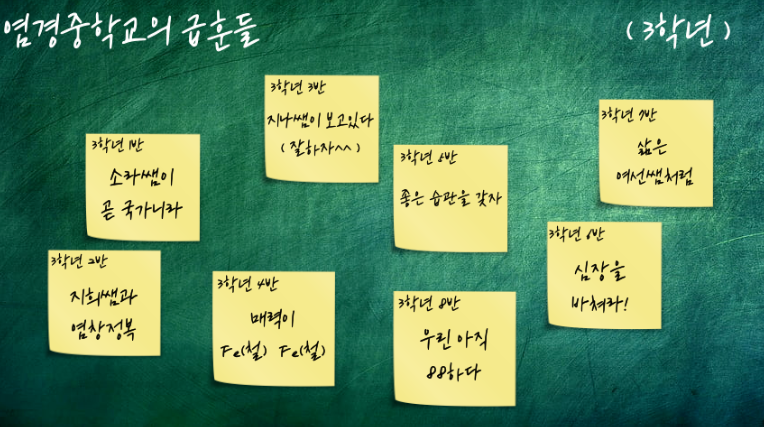 염경중학교의 급훈들
(3학년)
3학년 1반
소라쌤이
곧 국가니라
3학년 2반
지희쌤과
염창정복
3학년 3반
지나쌤이 보고있다
(잘하자^^)
3학년 4반
매력이
Fe(철) Fe(철)
3학년 5반
좋은 습관을 갖자
3학년 6반
심장을
바쳐라!
3학년 7반
삶은
여선쌤처럼
3학년 8반
우린 아직
88하다